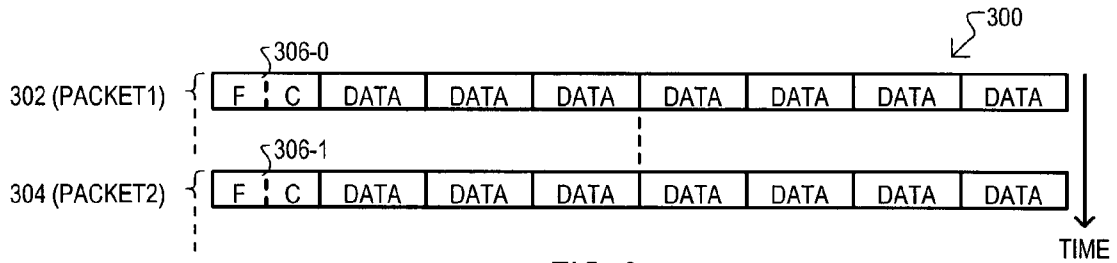 300
306-0
302 (PACKET1) F C DATA DATA DATA DATA DATA DATA DATA
306-1
304 (PACKET2) F C DATA DATA DATA DATA DATA DATA DATA
TIME